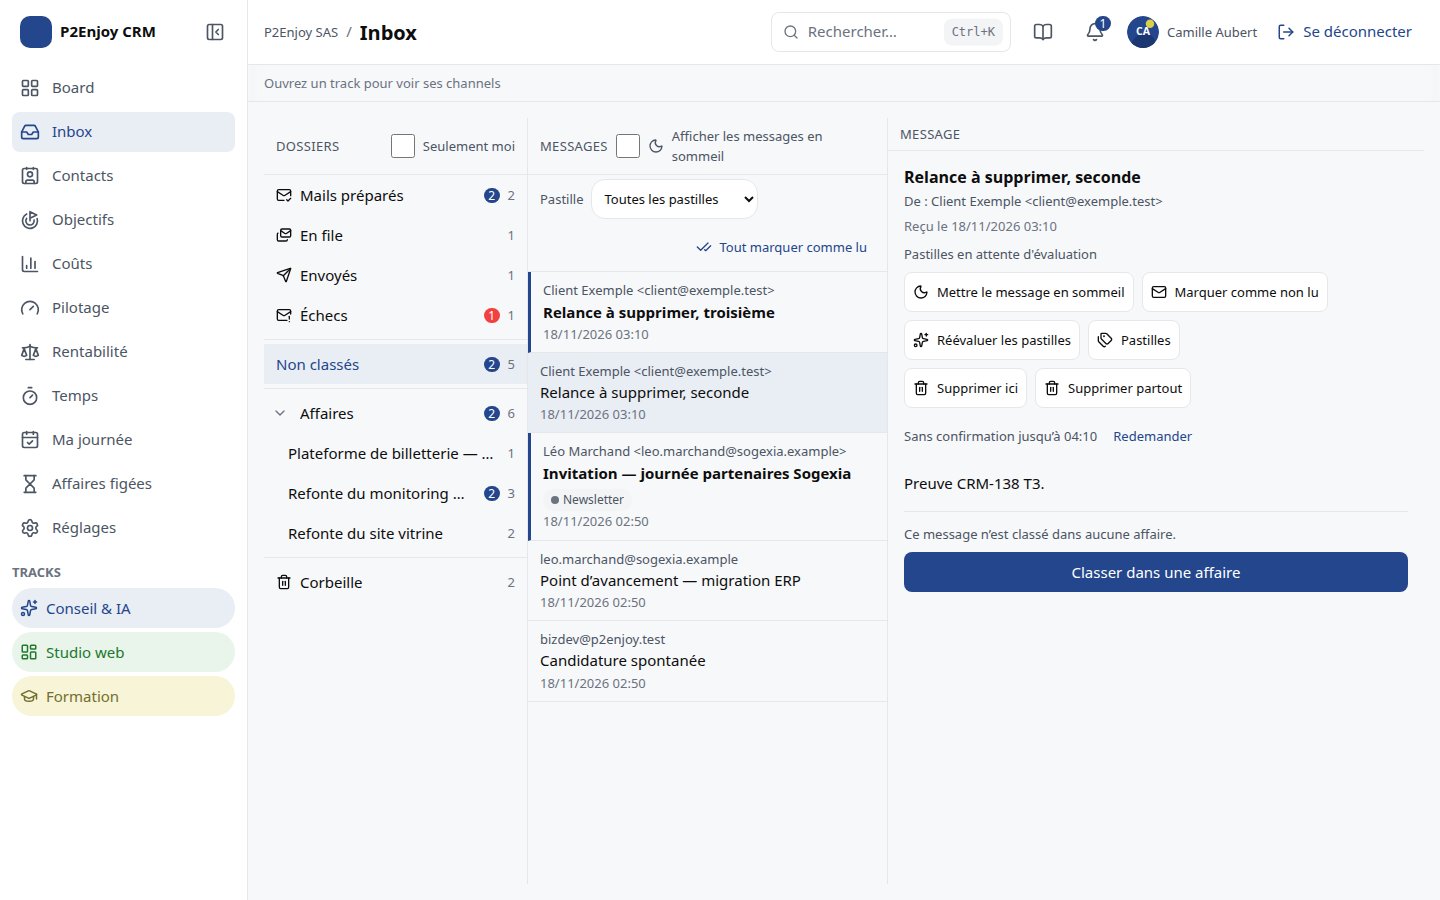 P2Enjoy CRM
Board
Inbox
Contacts
Objectifs
Coûts
Pilotage
Rentabilité
Temps
Ma journée
Affaires figées
Réglages
TRACKS
Conseil & IA
Studio web
Formation
P2Enjoy SAS / Inbox
Rechercher...
Ctrl+K
1
CA
Camille Aubert
Se déconnecter
Ouvrez un track pour voir ses channels
DOSSIERS
Seulement moi
Mails préparés 2 2
En file 1
Envoyés 1
Échecs 1 1
Non classés 2 5
Affaires 2 6
Plateforme de billetterie — ... 1
Refonte du monitoring ... 2 3
Refonte du site vitrine 2
Corbeille 2
MESSAGES
Afficher les messages en
sommeil
Pastille
Toutes les pastilles
Tout marquer comme lu
Client Exemple <client@exemple.test>
Relance à supprimer, troisième
18/11/2026 03:10
Client Exemple <client@exemple.test>
Relance à supprimer, seconde
18/11/2026 03:10
Léo Marchand <leo.marchand@sogexia.example>
Invitation — journée partenaires Sogexia
Newsletter
18/11/2026 02:50
leo.marchand@sogexia.example
Point d’avancement — migration ERP
18/11/2026 02:50
bizdev@p2enjoy.test
Candidature spontanée
18/11/2026 02:50
MESSAGE
Relance à supprimer, seconde
De : Client Exemple <client@exemple.test>
Reçu le 18/11/2026 03:10
Pastilles en attente d'évaluation
Mettre le message en sommeil
Marquer comme non lu
Réévaluer les pastilles
Pastilles
Supprimer ici
Supprimer partout
Sans confirmation jusqu’à 04:10
Redemander
Preuve CRM-138 T3.
Ce message n’est classé dans aucune affaire.
Classer dans une affaire